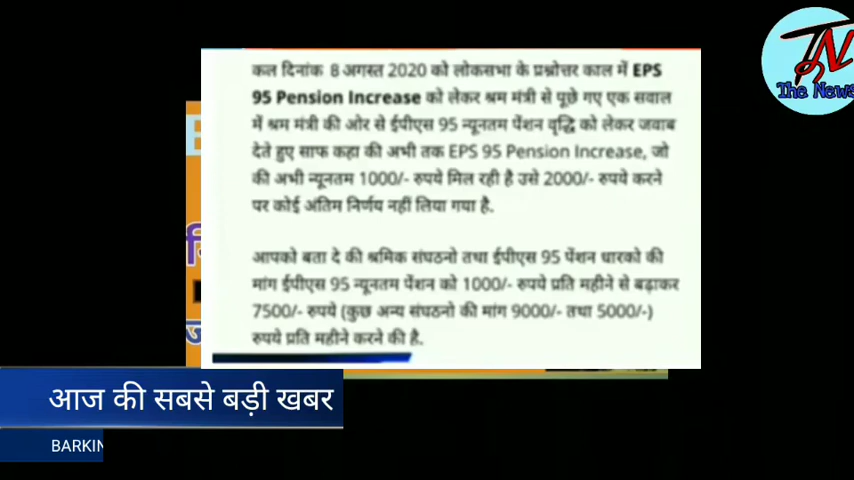 कल दिनांक 8 अगस्त 2020 को लोकसभा के प्रश्नोत्तर काल में EPS
95 Pension Increase को लेकर श्रम मंत्री से पूछे गए एक सवाल
में श्रम मंत्री की ओर से ईपीएस 95 न्यूनतम पेंशन वृद्धि को लेकर जवाब
देते हुए साफ कहा की अभी तक EPS 95 Pension Increase, जो
की अभी न्यूनतम 1000/- रुपये मिल रही है उसे 2000/- रुपये करने
पर कोई अंतिम निर्णय नहीं लिया गया है.
आपको बता दे की श्रमिक संघठनो तथा ईपीएस 95 पेंशन धारको की
मांग ईपीएस 95 न्यूनतम पेंशन को 1000/- रुपये प्रति महीने से बढ़ाकर
7500/- रुपये (कुछ अन्य संघठनो की मांग 9000/- तथा 5000/-)
रुपये प्रति महीने करने की है.
TN
The News
आज की सबसे बड़ी खबर
BARKIN